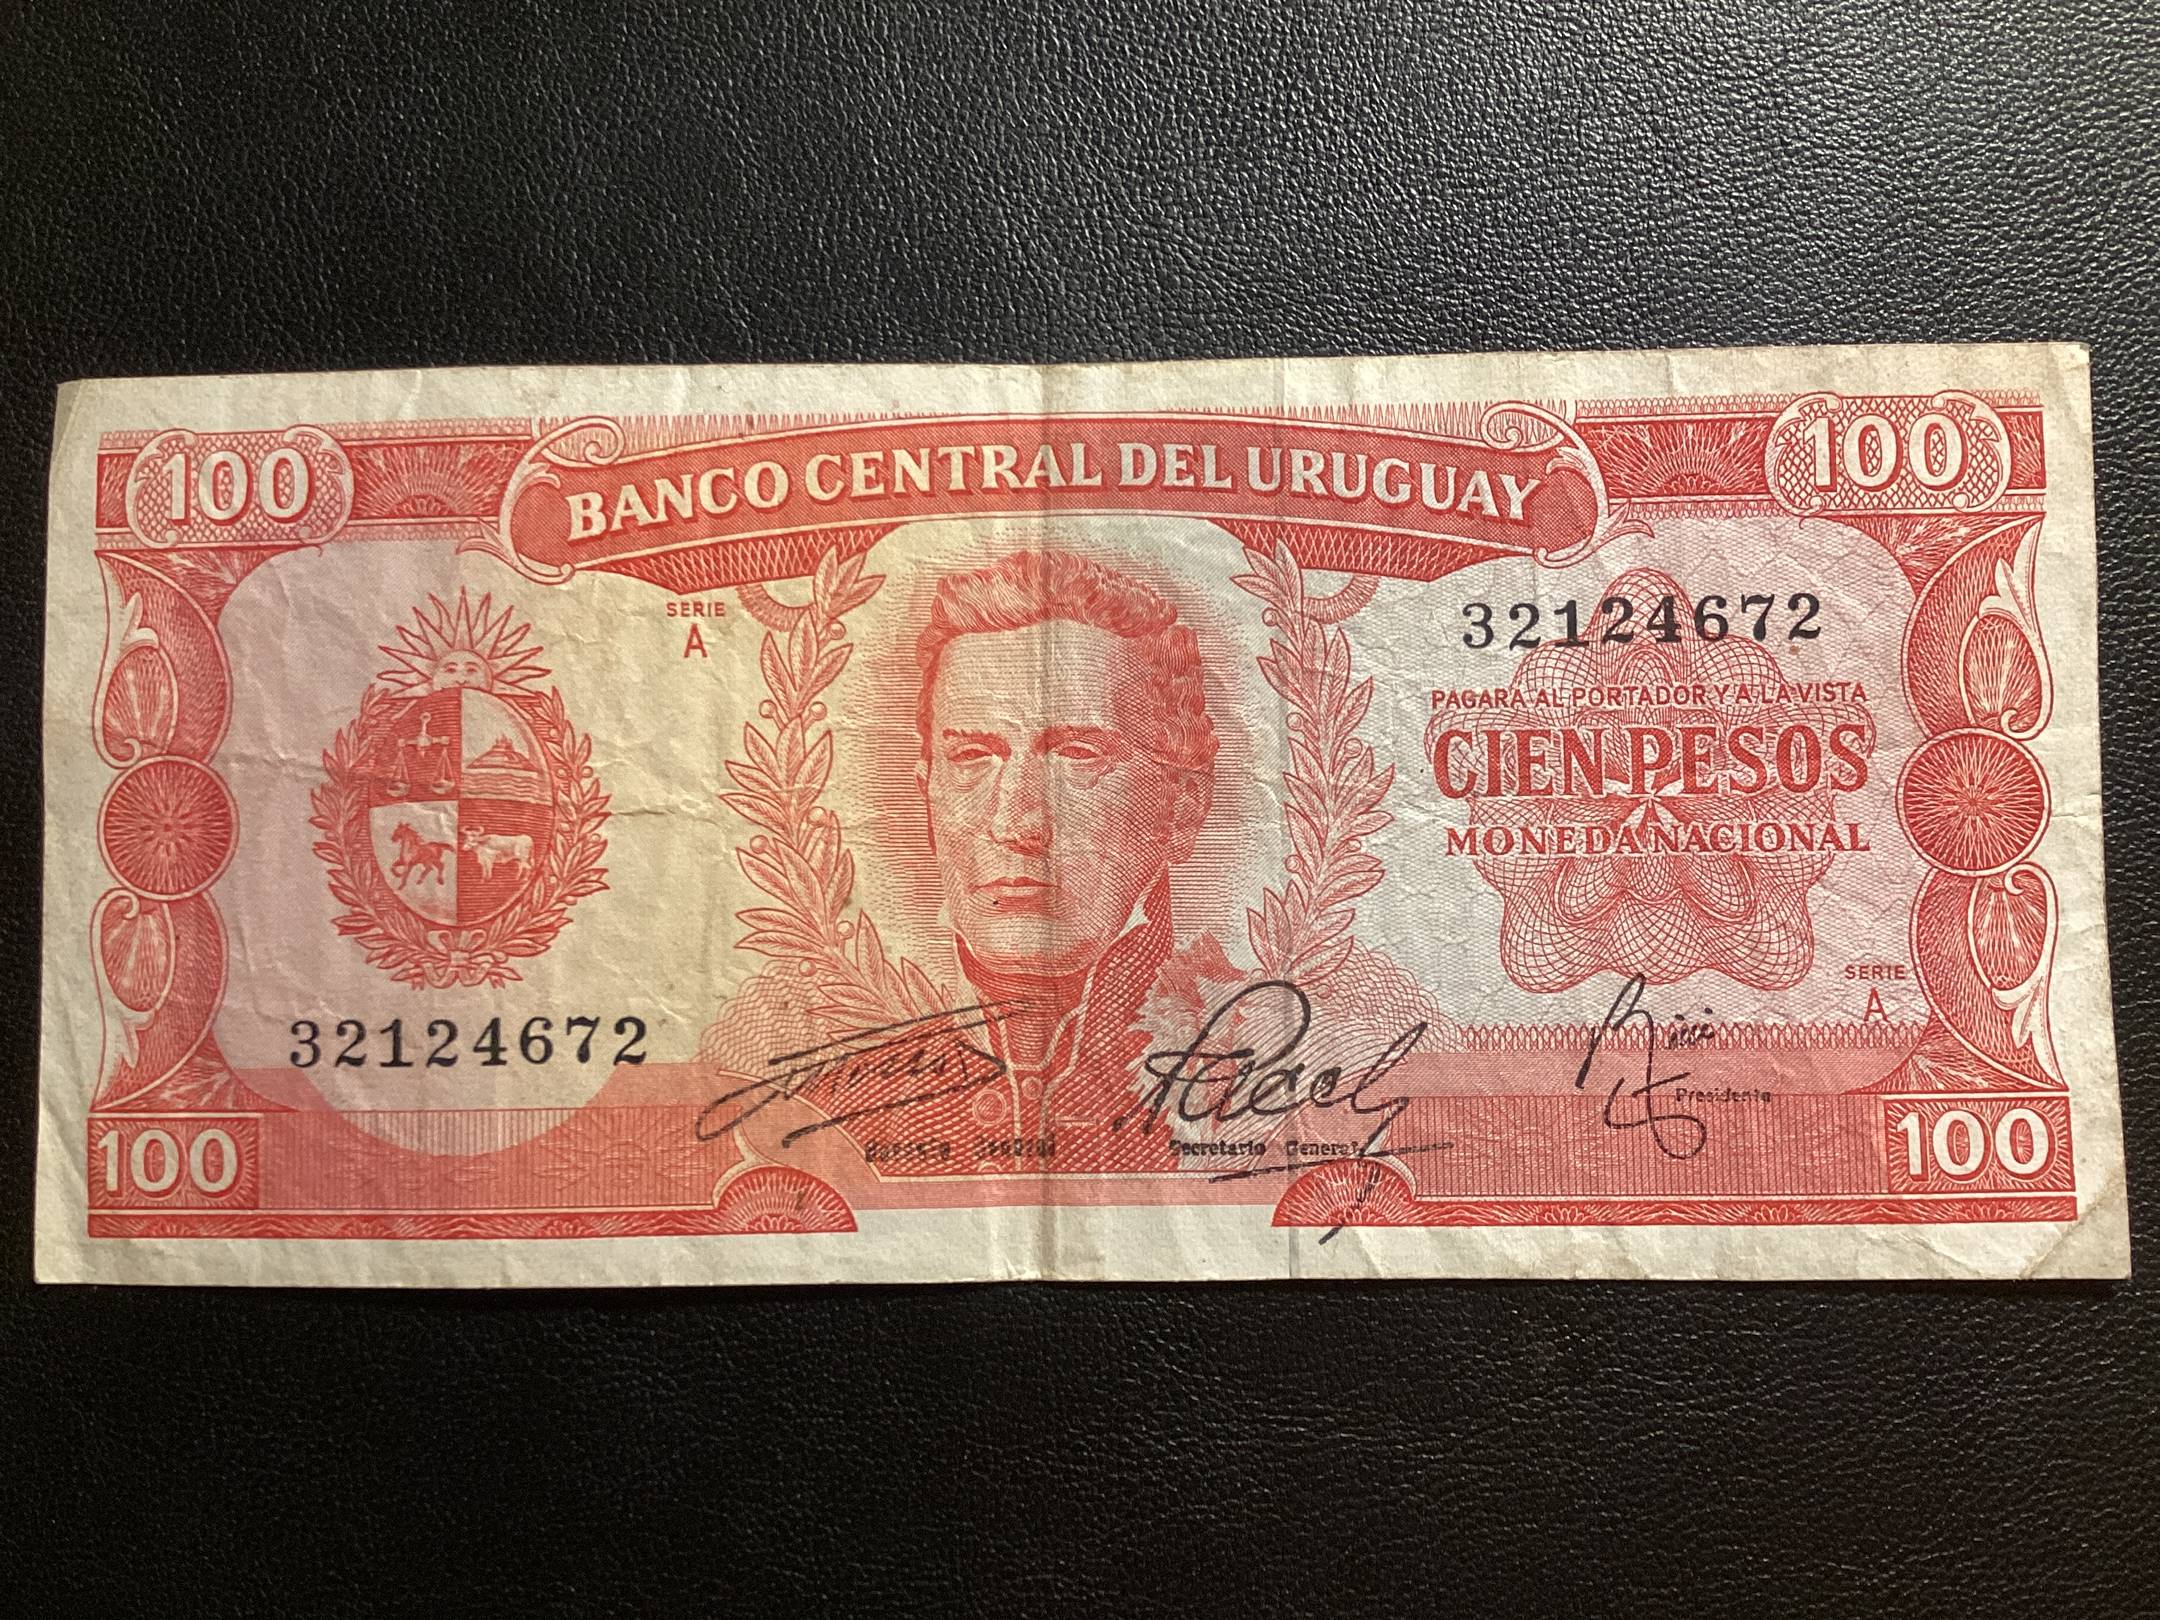 100
BANCO CENTRAL DEL URUGUAY
100
SERIE
A
32124672
PAGARA AL PORTADOR Y A LA VISTA
CIEN PESOS
MONEDA NACIONAL
SERIE
A
32124672
Presidente
Secretario General
100
100